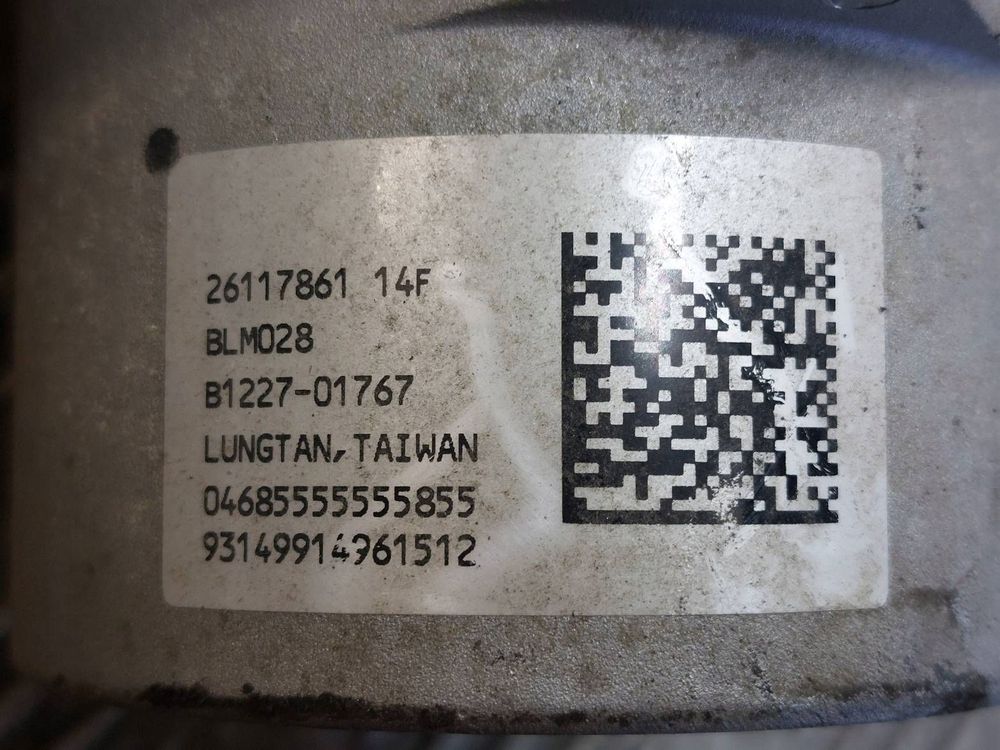 26117861 14F
BLM028
B1227-01767
LUNGTAN, TAIWAN
04685555555855
93149914961512